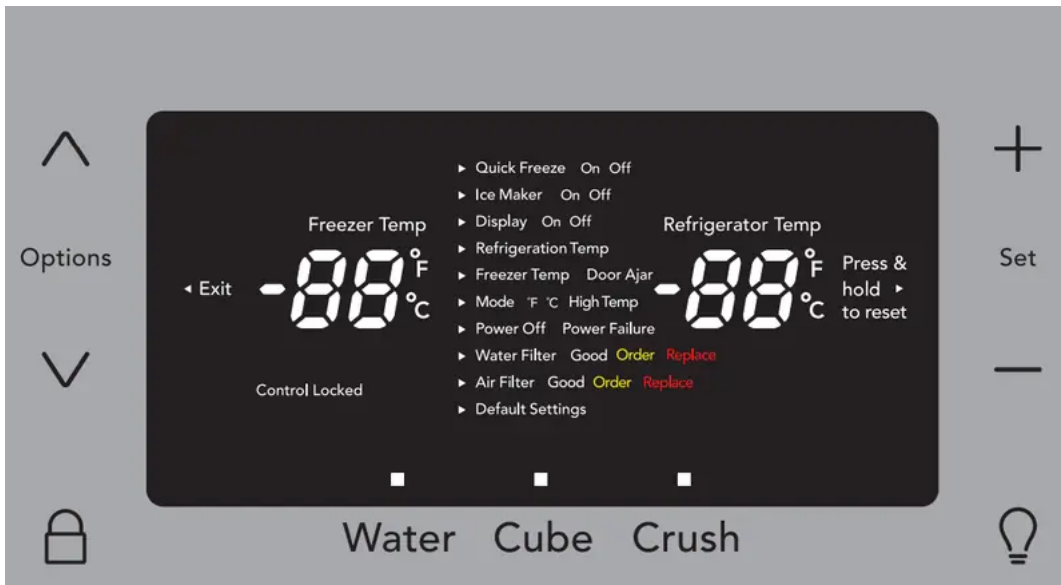 Options
◂ Exit
Freezer Temp
-88 °F °C
Control Locked
▸ Quick Freeze On Off
▸ Ice Maker On Off
▸ Display On Off
▸ Refrigeration Temp
▸ Freezer Temp Door Ajar
▸ Mode °F °C High Temp
▸ Power Off Power Failure
▸ Water Filter Good Order Replace
▸ Air Filter Good Order Replace
▸ Default Settings
Refrigerator Temp
-88 °F °C
Press &
hold ▸
to reset
+
Set
−
Water Cube Crush